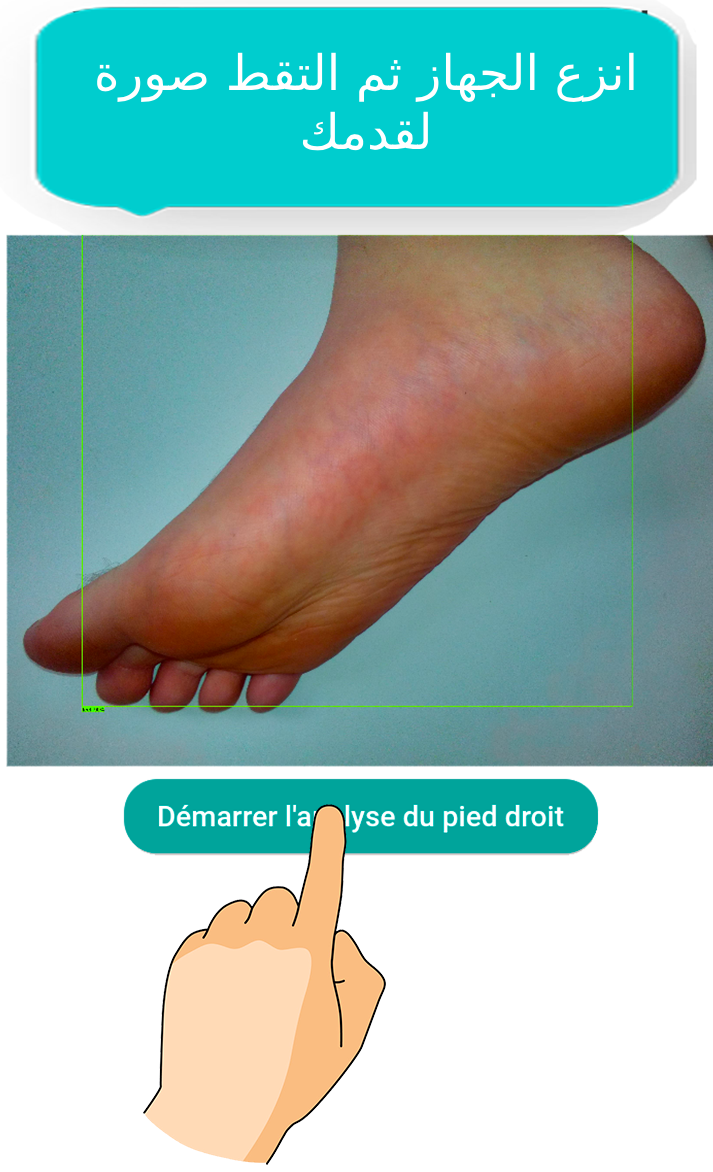 انزع الجهاز ثم التقط صورة
لقدمك
Démarrer l'a lyse du pied droit